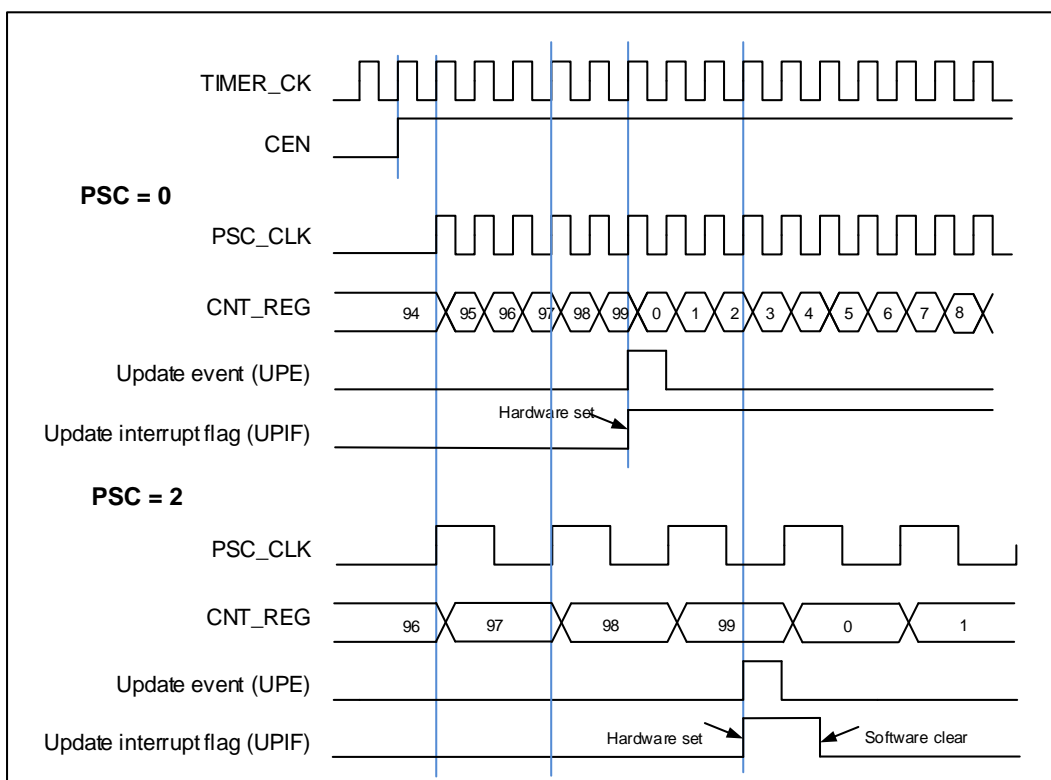 TIMER_CK
CEN
PSC = 0
PSC_CLK
CNT_REG 94 95 96 97 98 99 0 1 2 3 4 5 6 7 8
Update event (UPE)
Hardware set
Update interrupt flag (UPIF)
PSC = 2
PSC_CLK
CNT_REG 96 97 98 99 0 1
Update event (UPE)
Update interrupt flag (UPIF) Hardware set Software clear